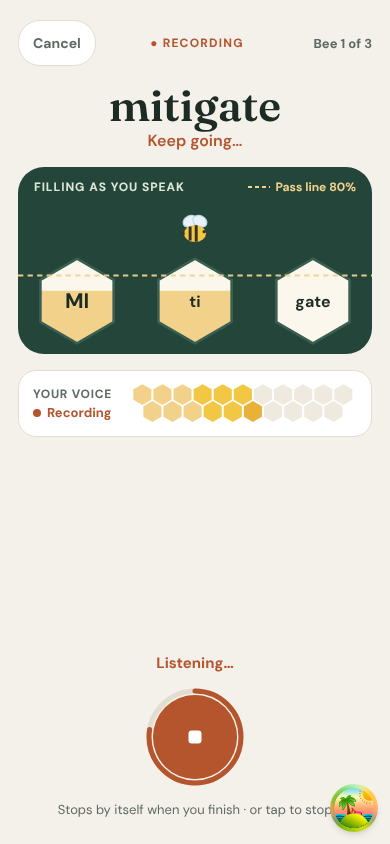 Cancel
• RECORDING
Bee 1 of 3
mitigate
Keep going...
FILLING AS YOU SPEAK
Pass line 80%
MI
ti
gate
YOUR VOICE
Recording
Listening...
Stops by itself when you finish · or tap to stop